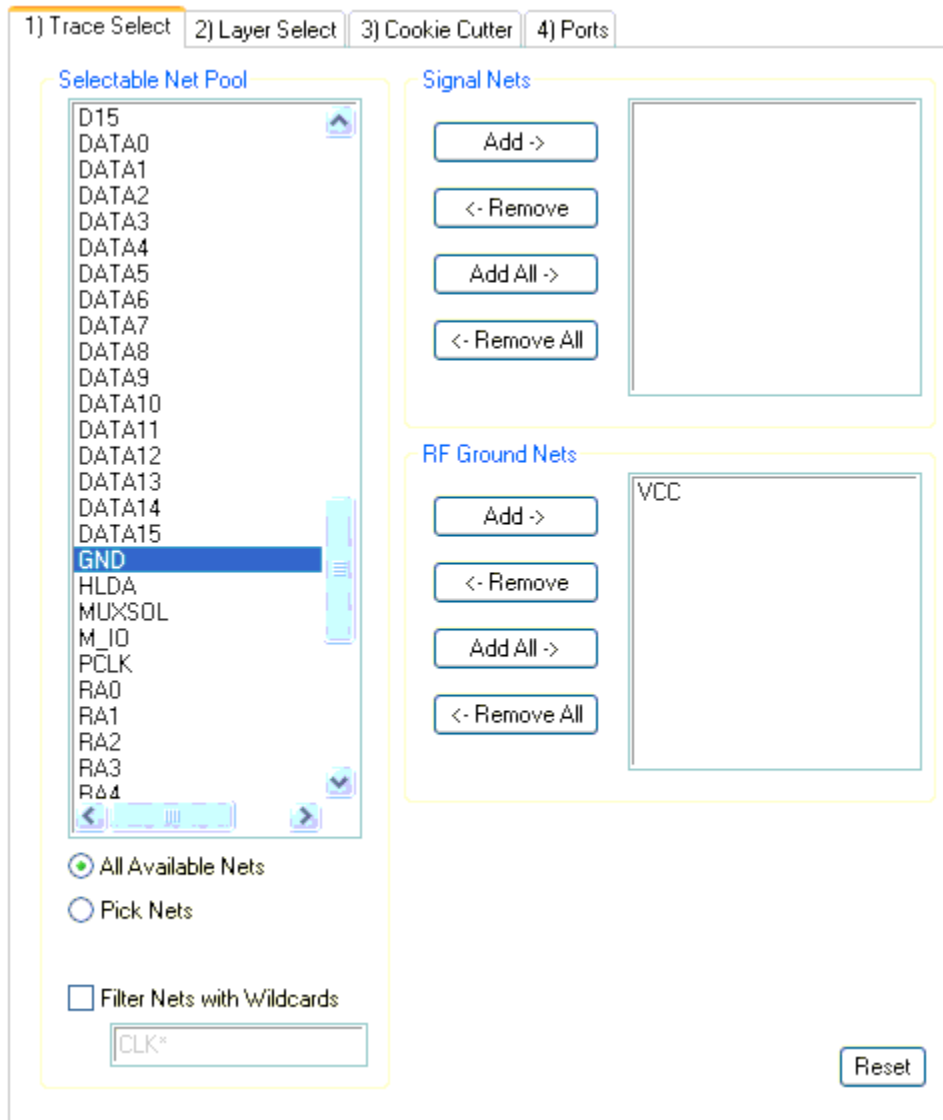 1) Trace Select 2) Layer Select 3) Cookie Cutter 4) Ports
Selectable Net Pool
D15
DATA0
DATA1
DATA2
DATA3
DATA4
DATA5
DATA6
DATA7
DATA8
DATA9
DATA10
DATA11
DATA12
DATA13
DATA14
DATA15
GND
HLDA
MUXSOL
M_IO
PCLK
RA0
RA1
RA2
RA3
RA4
All Available Nets
Pick Nets
Filter Nets with Wildcards
CLK*
Signal Nets
Add ->
<- Remove
Add All ->
<- Remove All
RF Ground Nets
Add ->
<- Remove
Add All ->
<- Remove All
VCC
Reset